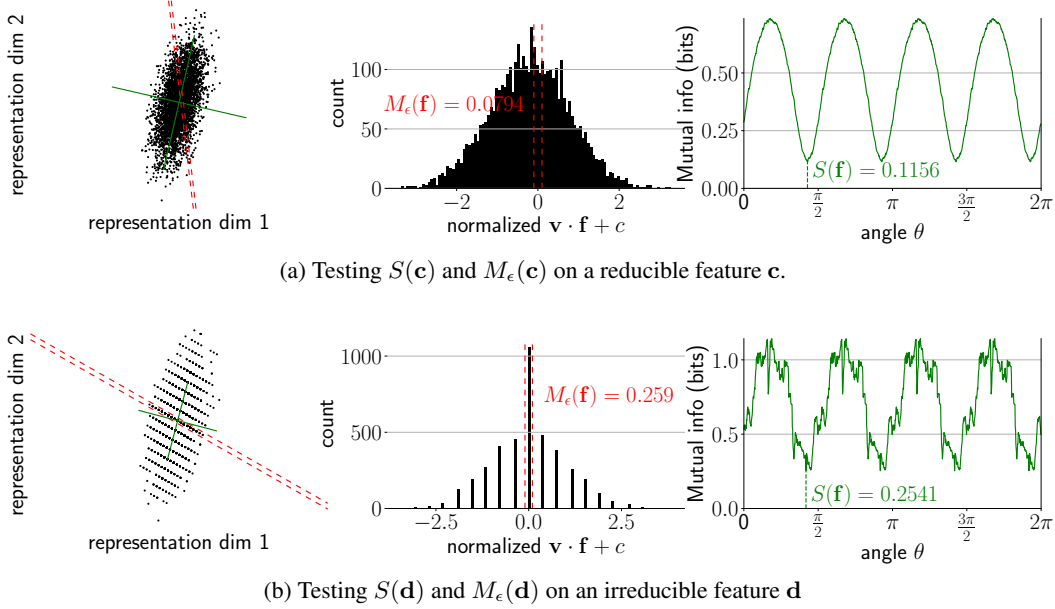 representation dim 2
representation dim 1
count
100
50
0
M_ϵ(f) = 0.0794
−2
0
2
normalized v · f + c
Mutual info (bits)
0.50
0.25
0.00
S(f) = 0.1156
0
π/2
π
3π/2
2π
angle θ
(a) Testing S(c) and M_ϵ(c) on a reducible feature c.
representation dim 2
representation dim 1
count
1000
500
0
M_ϵ(f) = 0.259
−2.5
0.0
2.5
normalized v · f + c
Mutual info (bits)
1.0
0.5
0.0
S(f) = 0.2541
0
π/2
π
3π/2
2π
angle θ
(b) Testing S(d) and M_ϵ(d) on an irreducible feature d